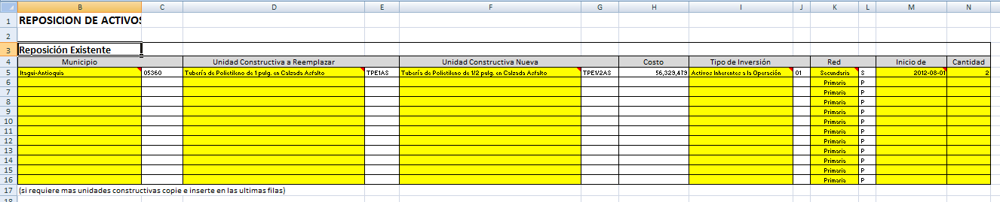 B C D E F G H I J K L M N
1 REPOSICION DE ACTIVOS
2
3 Reposición Existente
4 Municipio Unidad Constructiva a Reemplazar Unidad Constructiva Nueva Costo Tipo de Inversión Red Inicio de Cantidad
5 Itagui-Antioquia 05360 Tubería de Polietileno de 1 pulg. en Calzada Asfalto TPE1AS Tubería de Polietileno de 1/2 pulg. en Calzada Asfalto TPE1/2AS 56,329,479 Activos Inherentes a la Operación 01 Secundaria S 2012-08-01 2
6 Primaria P
7 Primaria P
8 Primaria P
9 Primaria P
10 Primaria P
11 Primaria P
12 Primaria P
13 Primaria P
14 Primaria P
15 Primaria P
16 Primaria P
17 (si requiere mas unidades constructivas copie e inserte en las ultimas filas)
18